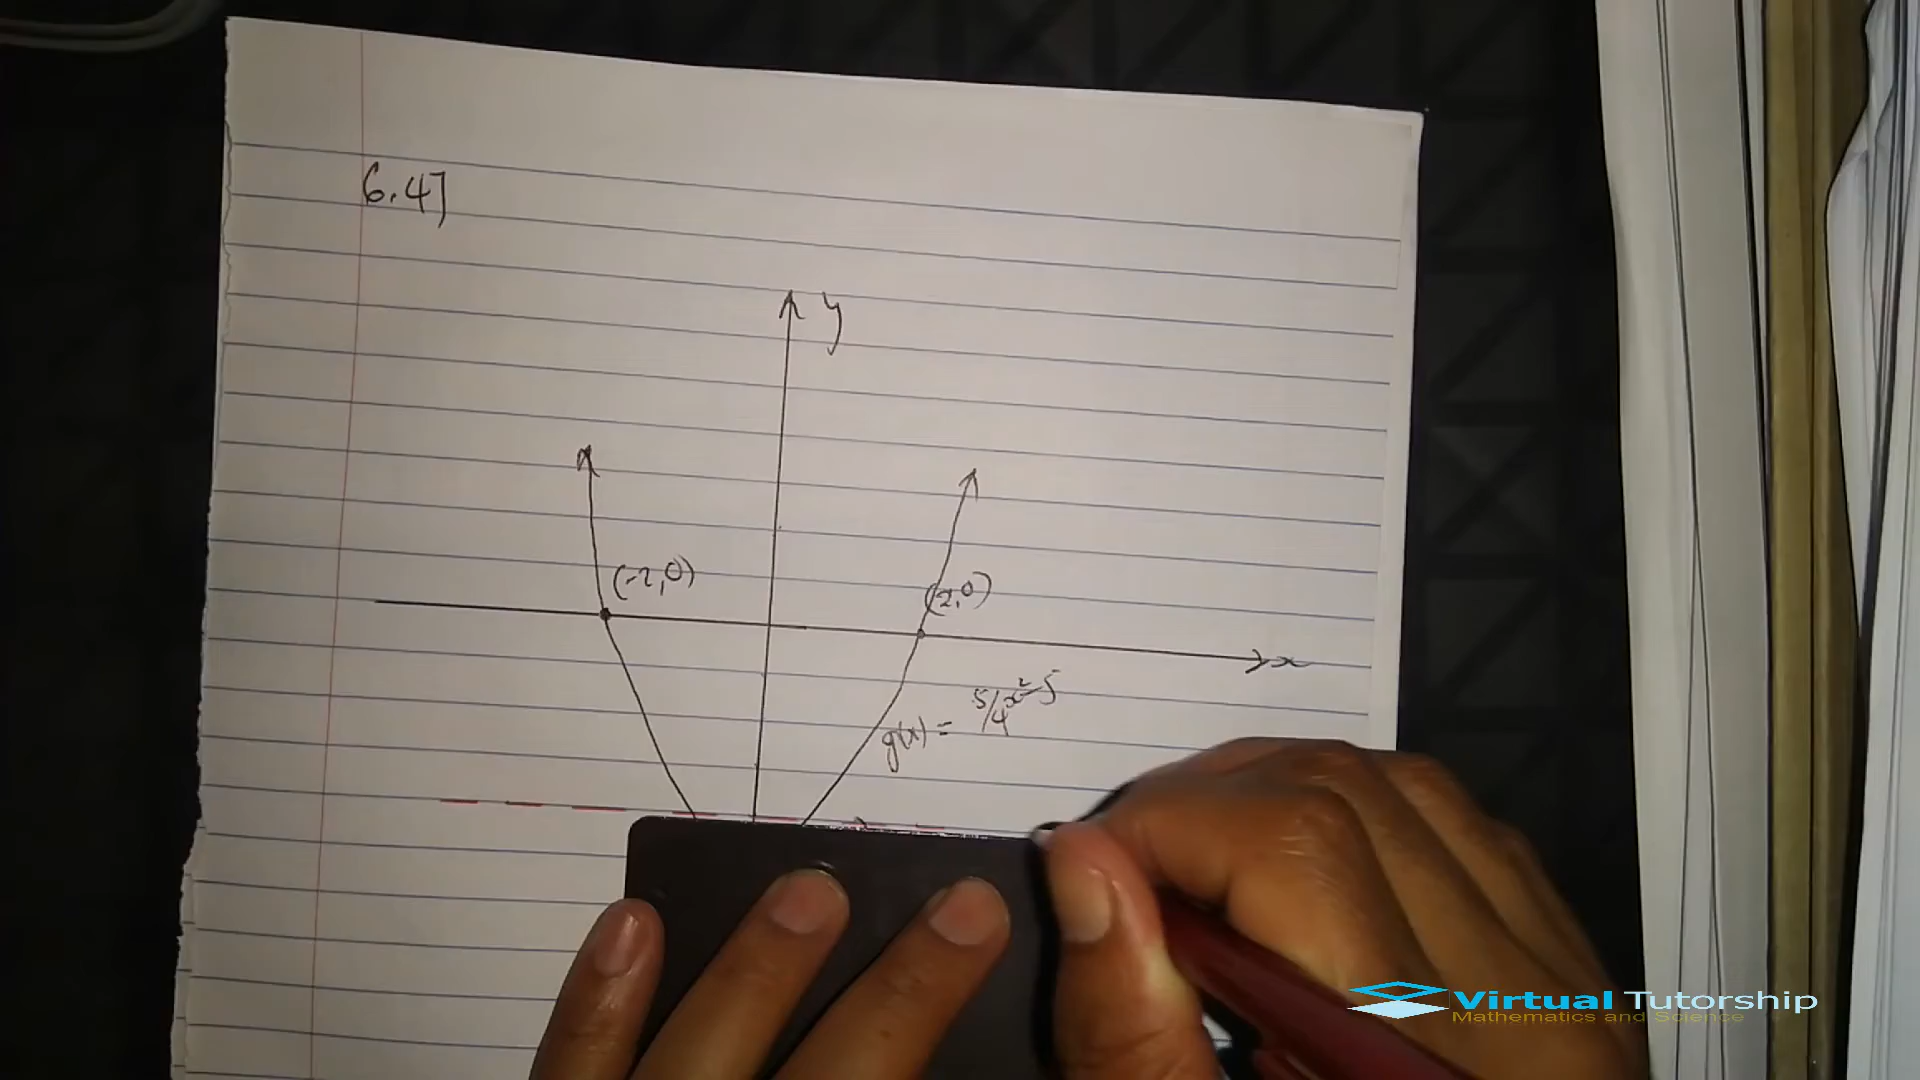 6.4]
y
(-2,0)
(2,0)
x
g(x) = 5/4x²-5
Virtual Tutorship
Mathematics and Science